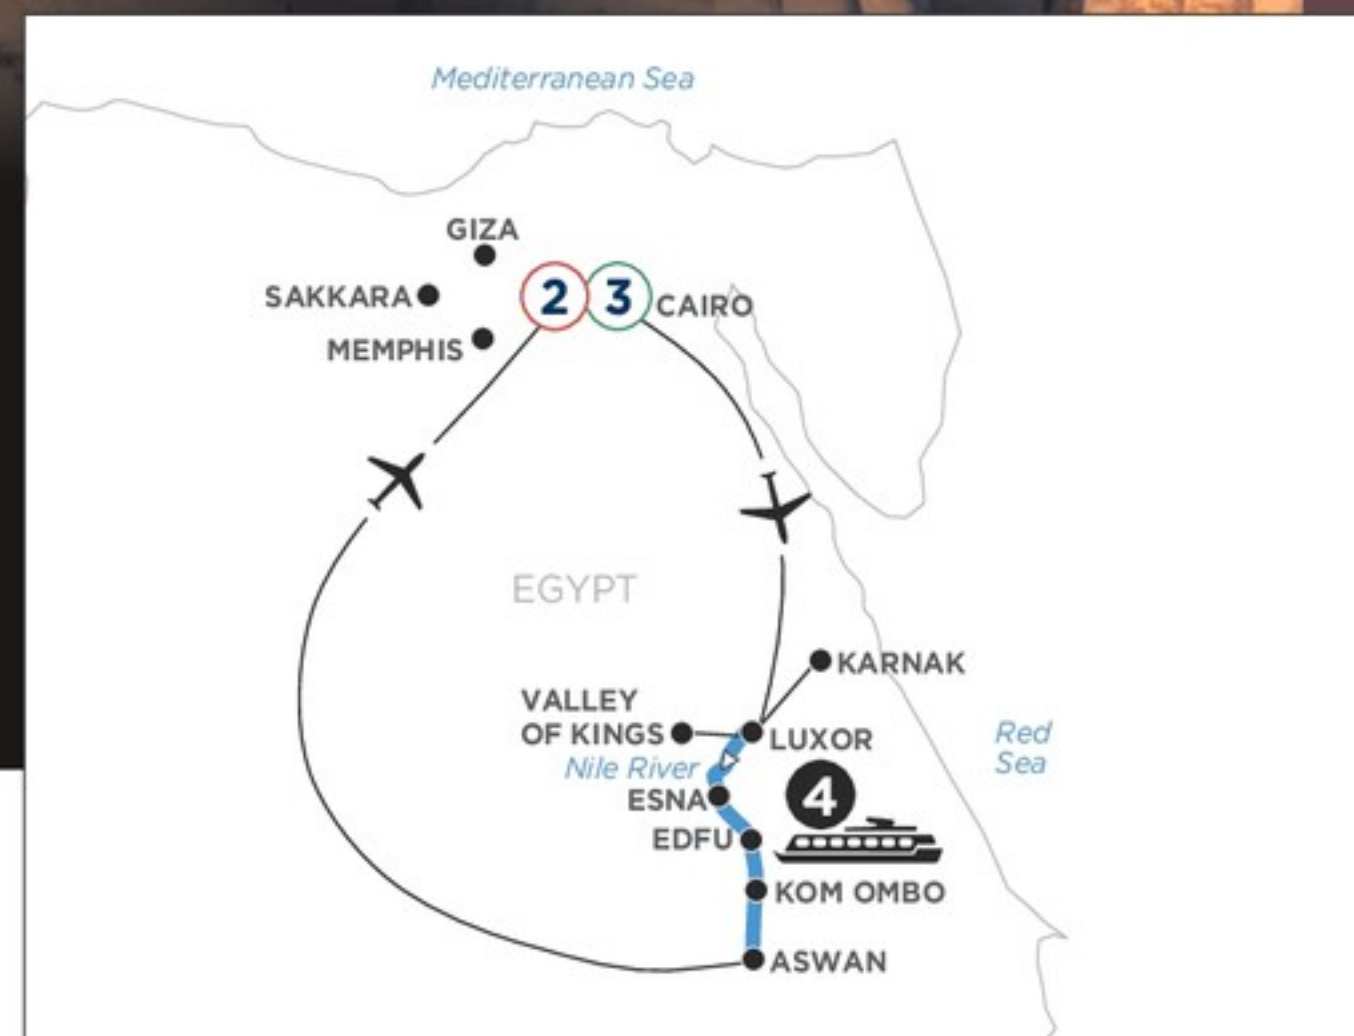 Mediterranean Sea
GIZA
SAKKARA
2 3 CAIRO
MEMPHIS
EGYPT
KARNAK
VALLEY
OF KINGS
LUXOR
Red
Sea
Nile River
ESNA
4
EDFU
KOM OMBO
ASWAN